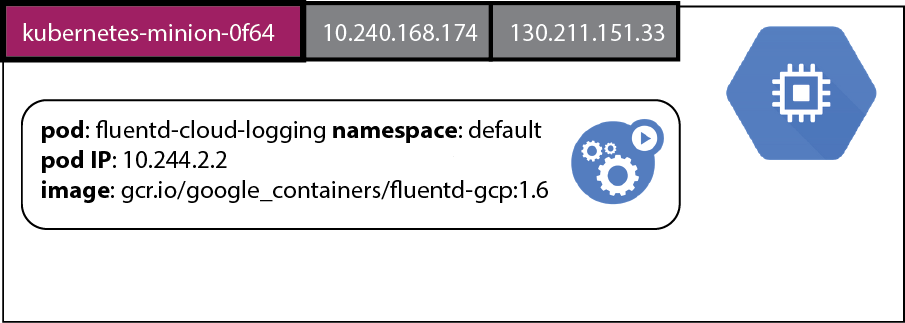 kubernetes-minion-0f64 10.240.168.174 130.211.151.33
pod: fluentd-cloud-logging namespace: default
pod IP: 10.244.2.2
image: gcr.io/google_containers/fluentd-gcp:1.6